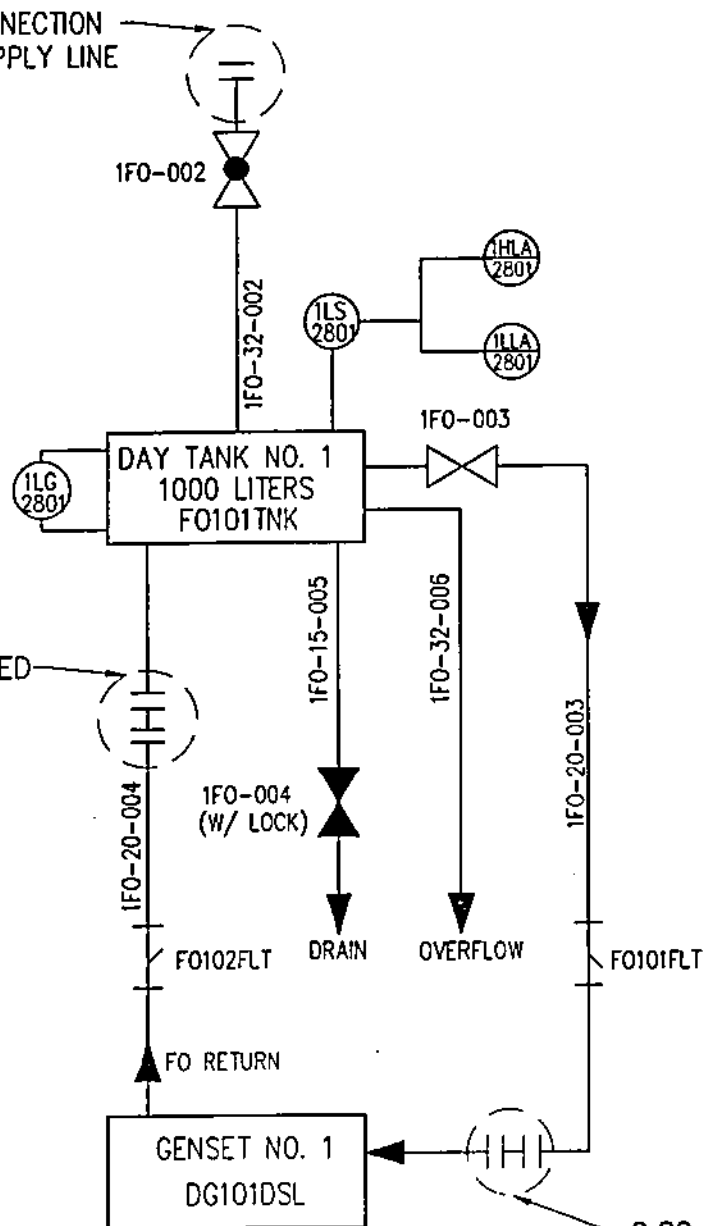 NECTION
PPLY LINE
1FO-002
1FO-32-002
1HLA
2801
1LS
2801
1LLA
2801
1FO-003
DAY TANK NO. 1
1000 LITERS
FO101TNK
1LG
2801
1FO-15-005
1FO-32-006
1FO-20-003
ED
1FO-20-004
1FO-004
(W/ LOCK)
FO102FLT
DRAIN
OVERFLOW
FO101FLT
FO RETURN
GENSET NO. 1
DG101DSL